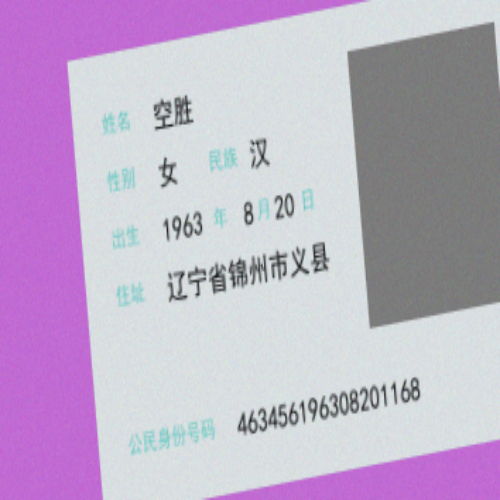 姓名 空胜
性别 女 民族 汉
出生 1963 年 8 月 20 日
住址 辽宁省锦州市义县
公民身份号码 463456196308201168